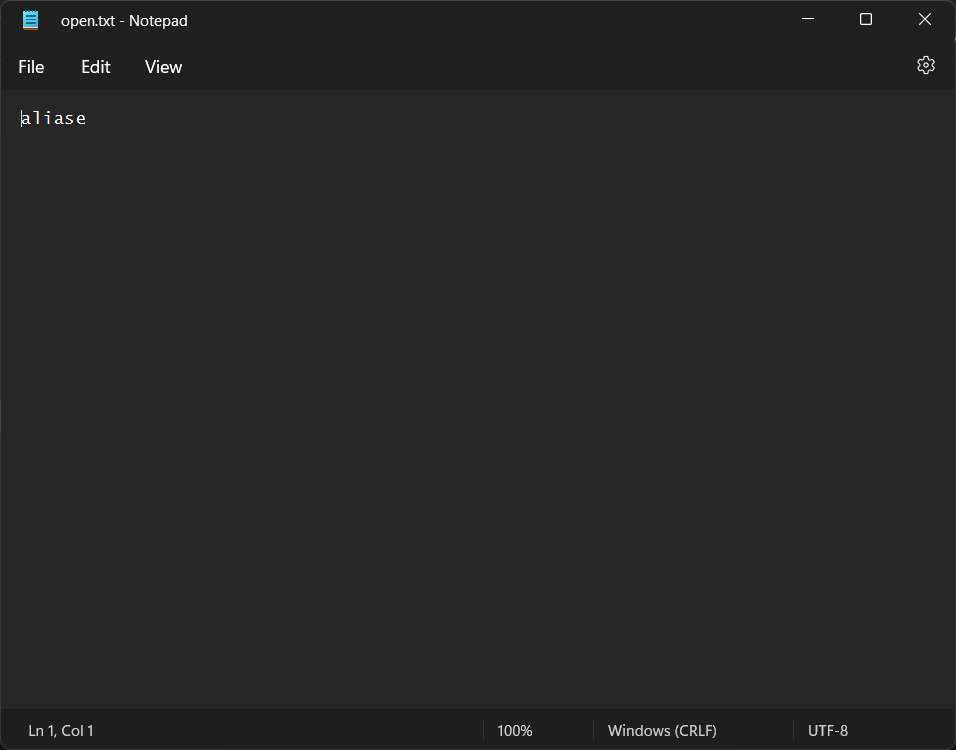 open.txt - Notepad
File Edit View
aliase
Ln 1, Col 1 100% Windows (CRLF) UTF-8